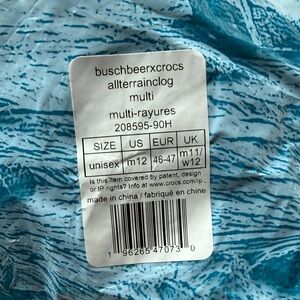 buschbeerxcrocs
allterrainclog
multi
multi-rayures
208595-90H
SIZE US EUR UK
unisex m12 46-47 m11/w12
Is this item covered by patent, design
or IP rights? Info at www.crocs.com/ip
made in china / fabriqué en chine
1 96265 47073 0